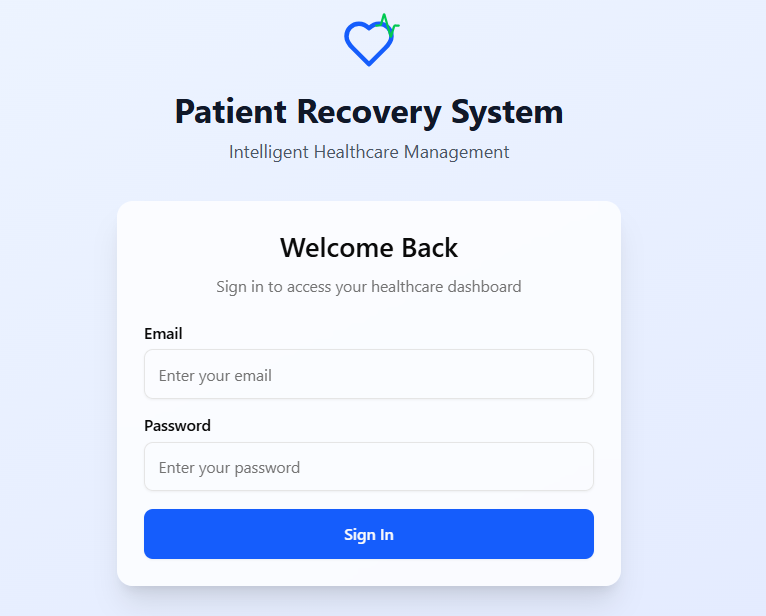 Patient Recovery System
Intelligent Healthcare Management
Welcome Back
Sign in to access your healthcare dashboard
Email
Enter your email
Password
Enter your password
Sign In